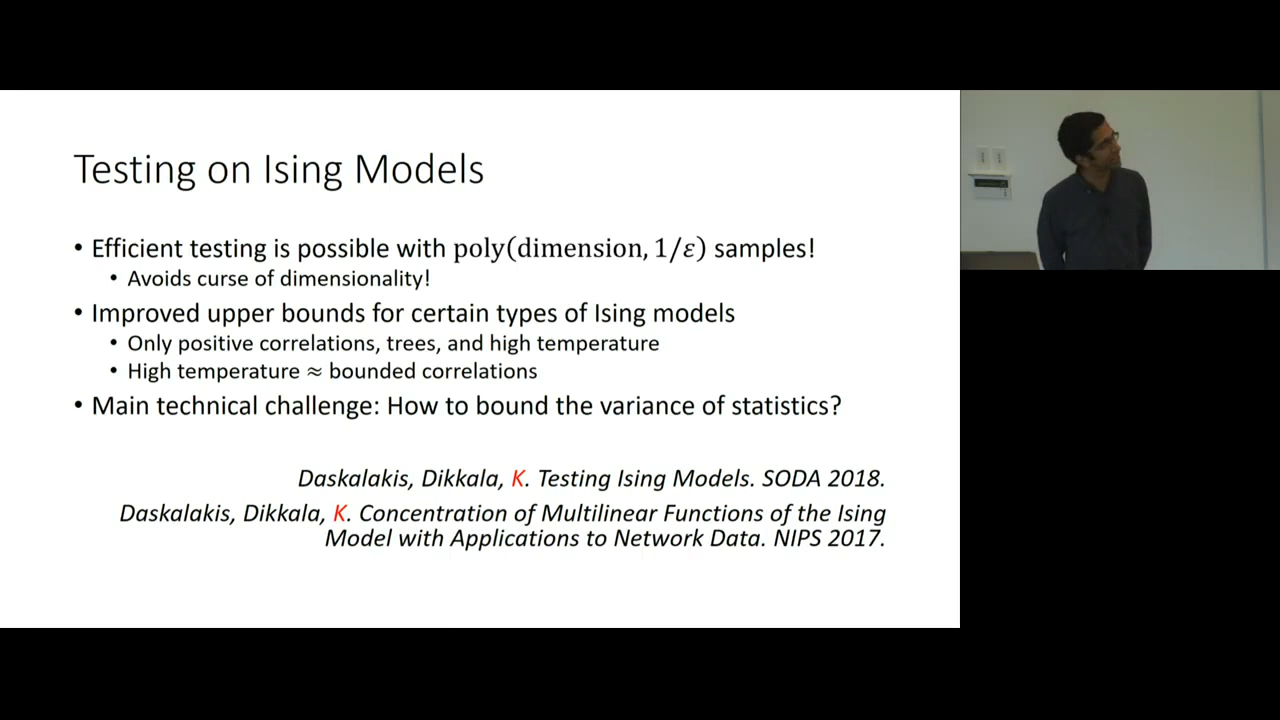 Testing on Ising Models
• Efficient testing is possible with poly(dimension, 1/ε) samples!
• Avoids curse of dimensionality!
• Improved upper bounds for certain types of Ising models
• Only positive correlations, trees, and high temperature
• High temperature ≈ bounded correlations
• Main technical challenge: How to bound the variance of statistics?
Daskalakis, Dikkala, K. Testing Ising Models. SODA 2018.
Daskalakis, Dikkala, K. Concentration of Multilinear Functions of the Ising
Model with Applications to Network Data. NIPS 2017.